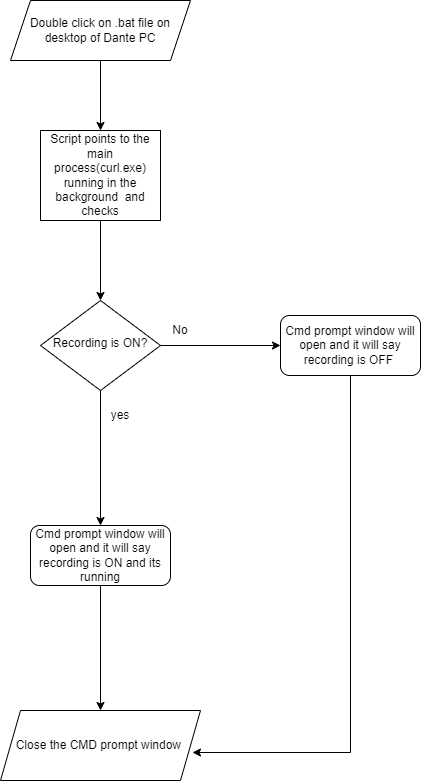 Double click on .bat file on
desktop of Dante PC
Script points to the
main
process(curl.exe)
running in the
background and
checks
Recording is ON?
No
Cmd prompt window will
open and it will say
recording is OFF
yes
Cmd prompt window will
open and it will say
recording is ON and its
running
Close the CMD prompt window